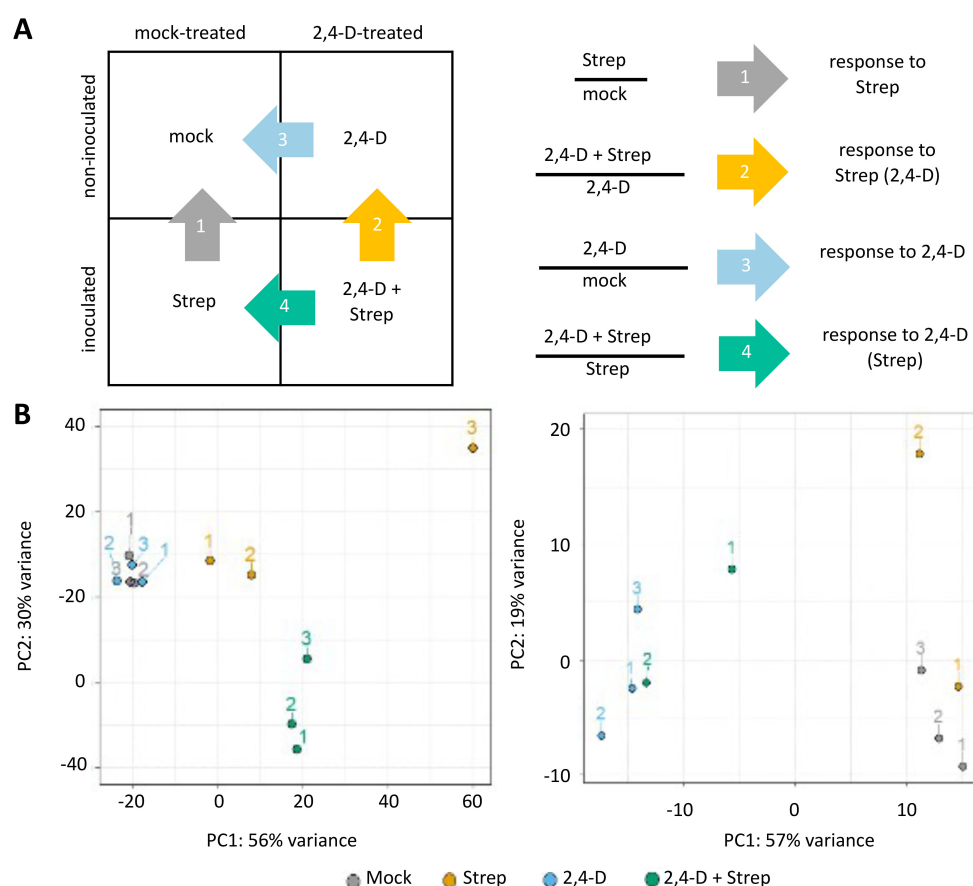 A
mock-treated
2,4-D-treated
non-inoculated
inoculated
mock
3
2,4-D
1
2
Strep
4
2,4-D +
Strep
Strep
mock
1
response to
Strep
2,4-D + Strep
2,4-D
2
response to
Strep (2,4-D)
2,4-D
mock
3
response to 2,4-D
2,4-D + Strep
Strep
4
response to 2,4-D
(Strep)
B
PC2: 30% variance
40
20
-20
0
-40
3
1
2
3
1
3
2
1
2
3
2
1
-20
0
20
40
60
PC1: 56% variance
PC2: 19% variance
20
10
0
-10
2
1
3
1
2
2
3
1
2
1
-10
0
10
PC1: 57% variance
Mock
Strep
2,4-D
2,4-D + Strep